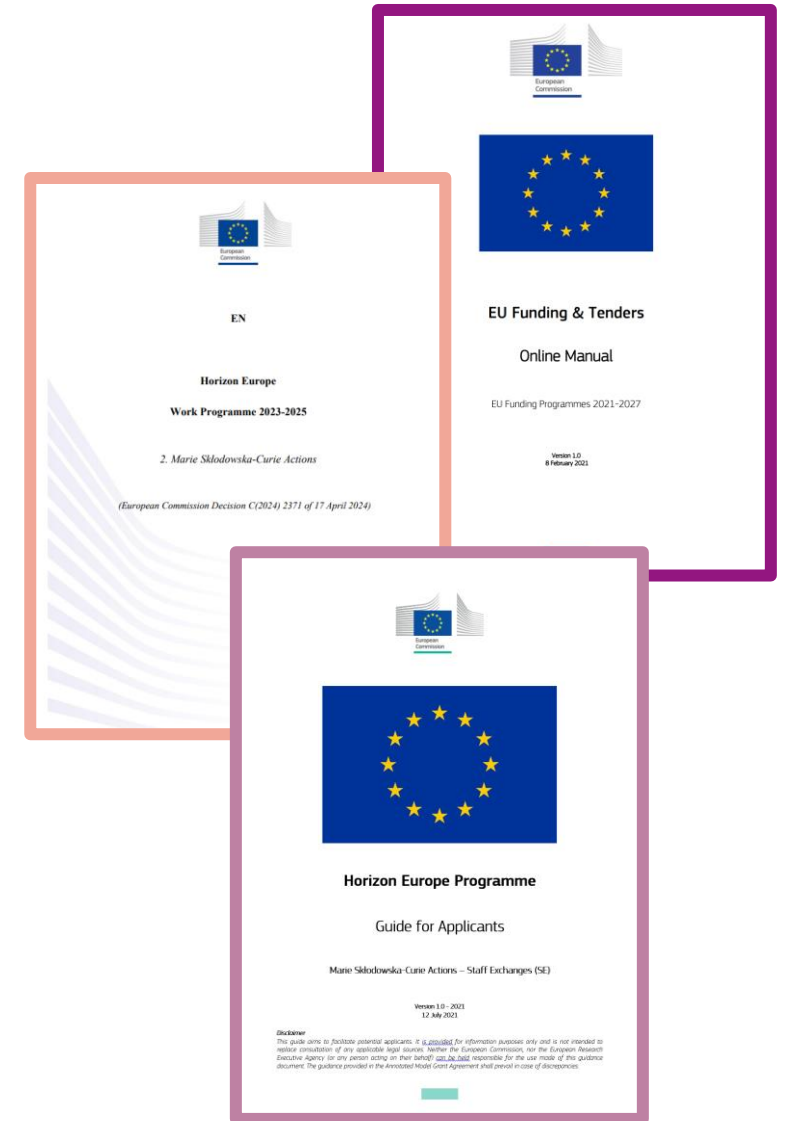 European
Commission
EU Funding & Tenders
Online Manual
EU Funding Programmes 2021-2027
Version 1.0
8 February 2021
European
Commission
EN
Horizon Europe
Work Programme 2023-2025
2. Marie Skłodowska-Curie Actions
(European Commission Decision C(2024) 2371 of 17 April 2024)
European
Commission
Horizon Europe Programme
Guide for Applicants
Marie Skłodowska-Curie Actions – Staff Exchanges (SE)
Version 1.0 – 2021
12 July 2021
Disclaimer
This guide aims to facilitate potential applicants. It is provided for information purposes only and is not intended to
replace consultation of any applicable legal sources. Neither the European Commission, nor the European Research
Executive Agency (or any person acting on their behalf) can be held responsible for the use made of this guidance
document. The guidance provided in the Annotated Model Grant Agreement shall prevail in case of discrepancies.